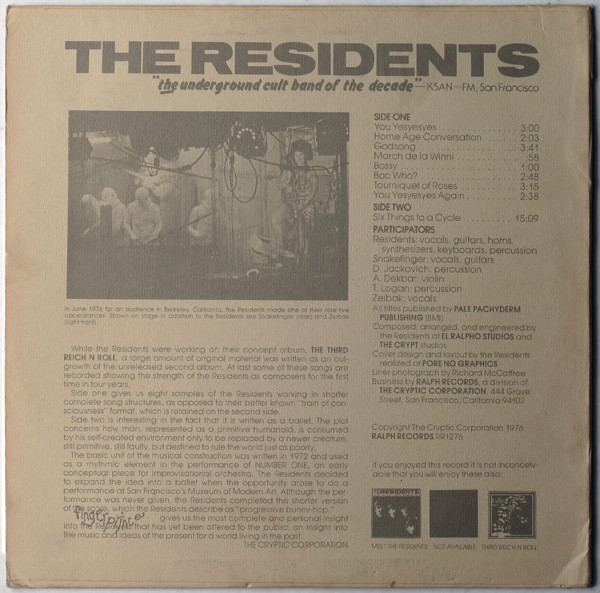 THE RESIDENTS
"the underground cult band of the decade"—KSAN—FM, San Francisco
SIDE ONE
You Yesyesyes . . . . . . . . . . . . 3:00
Home Age Conversation . . . . . 2:03
Godsong . . . . . . . . . . . . . . . 3:41
March de la Winni . . . . . . . . . :58
Bossy . . . . . . . . . . . . . . . . . 1:00
Boo Who? . . . . . . . . . . . . . . 2:48
Tourniquet of Roses . . . . . . . . 3:15
You Yesyesyes Again . . . . . . . . 2:38
SIDE TWO
Six Things to a Cycle . . . . . . . . 15:09
PARTICIPATORS
Residents: vocals, guitars, horns,
synthesizers, keyboards, percussion
Snakefinger: vocals, guitars
D. Jackovich: percussion
A. Dekbar: violin
T. Logan: percussion
Zeibak: vocals
All titles published by PALE PACHYDERM
PUBLISHING (BMI)
Composed, arranged, and engineered
by the Residents at EL RALPHO STUDIOS and
THE CRYPT studios
Cover design and layout by the Residents
realized at PORE NO GRAPHICS
Liner photograph by Richard McCaffree
Business by RALPH RECORDS, a division of
THE CRYPTIC CORPORATION, 444 Grove
Street, San Francisco, California 94102
Copyright The Cryptic Corporation 1976
RALPH RECORDS RR1276
If you enjoyed this record it is not inconceiv-
able that you will enjoy these also:
THE RESIDENTS
MEET THE RESIDENTS
NOT AVAILABLE
THIRD REICH N ROLL
In June 1976 for an audience in Berkeley, California, the Residents made one of their rare live
appearances. Shown on stage in addition to the Residents are Snakefinger (rear) and Zeibak
(right front).
While the Residents were working on their concept album, THE THIRD
REICH N ROLL, a large amount of original material was written as an out-
growth of the unreleased second album. At last some of these songs are
recorded showing the strength of the Residents as composers for the first
time in four years.
Side one gives us eight samples of the Residents working in shorter
complete song structures, as opposed to their better known "train of con-
sciousness" format, which is retained on the second side.
Side two is interesting in the fact that it is written as a ballet. The plot
concerns how man, represented as a primitive humanoid, is consumed
by his self-created environment only to be replaced by a newer creature,
still primitive, still faulty, but destined to rule the world just as poorly.
The basic unit of the musical construction was written in 1972 and used
as a rhythmic element in the performance of NUMBER ONE, an early
conceptual piece for improvisational orchestra. The Residents decided
to expand the idea into a ballet when the opportunity arose to do a
performance at San Francisco's Museum of Modern Art. Although the per-
formance was never given, the Residents completed this shorter version
of the score, which the Residents describe as "progressive bunny-hop."
Fingerprince gives us the most complete and personal insight
into the Residents that has yet been offered to the public; an insight into
the music and ideas of the present for a world living in the past.
THE CRYPTIC CORPORATION